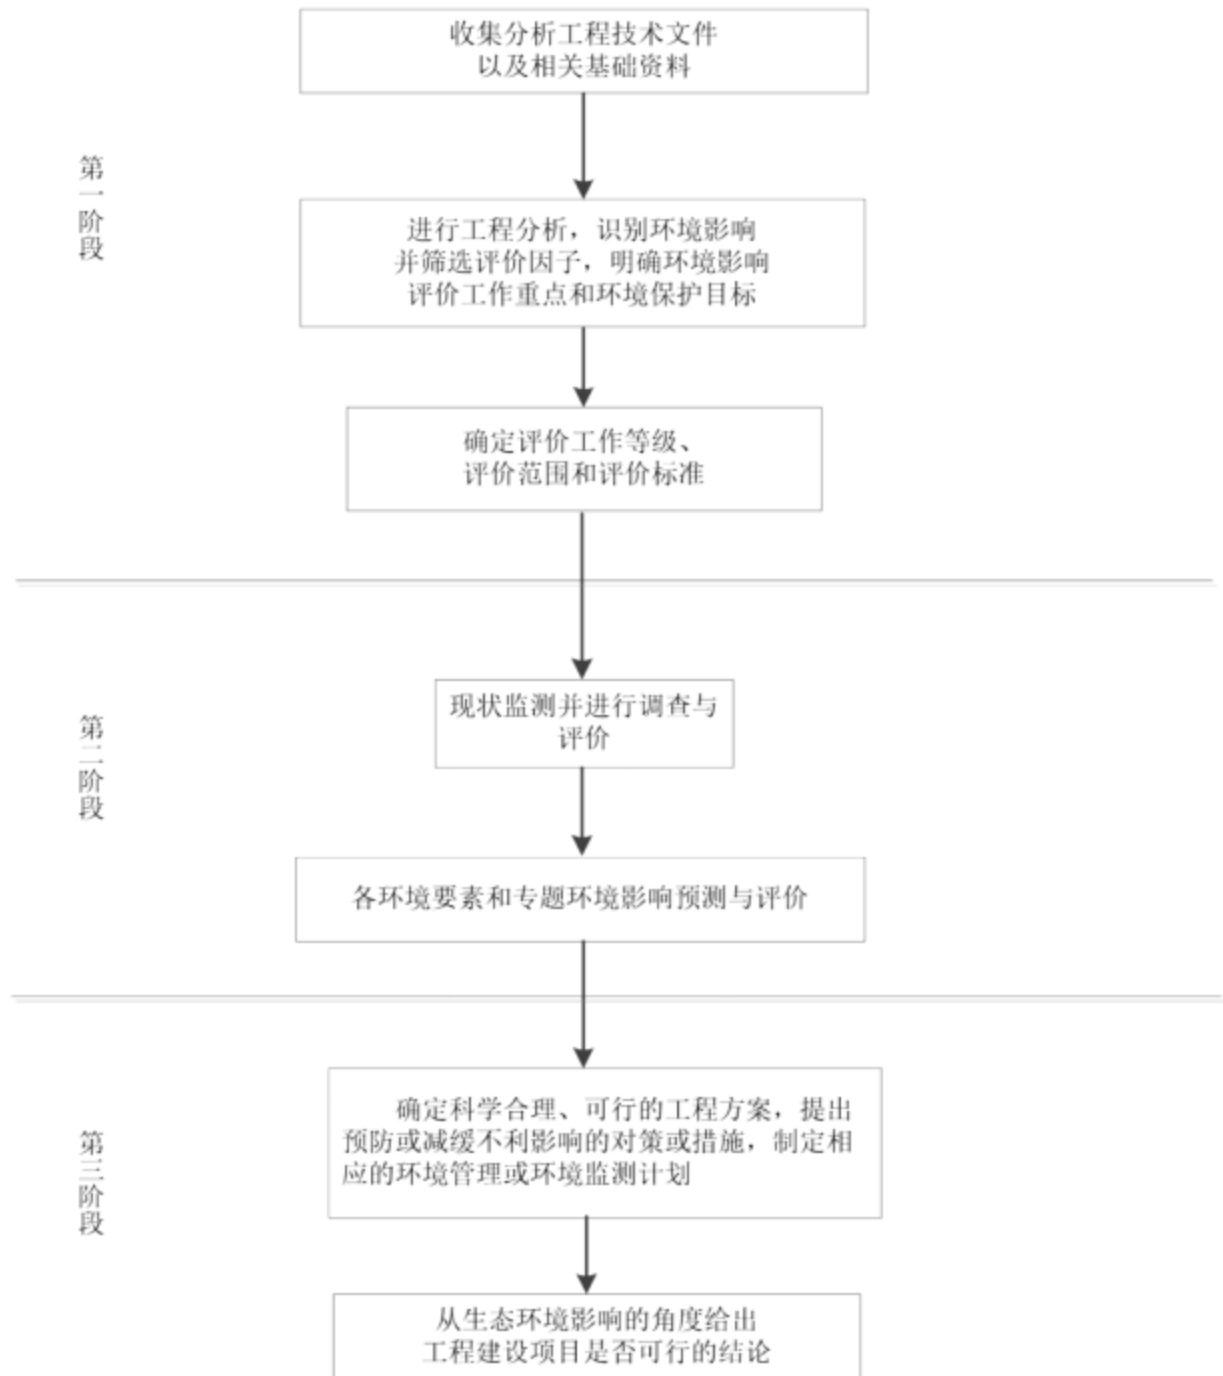 收集分析工程技术文件
以及相关基础资料
第一阶段
进行工程分析，识别环境影响
并筛选评价因子，明确环境影响
评价工作重点和环境保护目标
确定评价工作等级、
评价范围和评价标准
第二阶段
现状监测并进行调查与
评价
各环境要素和专题环境影响预测与评价
第三阶段
确定科学合理、可行的工程方案，提出
预防或减缓不利影响的对策或措施，制定相
应的环境管理或环境监测计划
从生态环境影响的角度给出
工程建设项目是否可行的结论